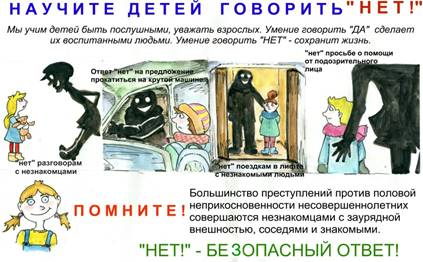 НАУЧИТЕ ДЕТЕЙ ГОВОРИТЬ "НЕТ!"
Мы учим детей быть послушными, уважать взрослых. Умение говорить "ДА" сделает
их воспитанными людьми. Умение говорить "НЕТ" - сохранит жизнь.
"нет" просьбе о помощи
от подозрительного
лица
Ответ "нет" на предложение
прокатиться на крутой машине
"нет" разговорам
с незнакомцами
"нет" поездкам в лифте
с незнакомыми людьми
ПОМНИТЕ!
Большинство преступлений против половой
неприкосновенности несовершеннолетних
совершаются незнакомцами с заурядной
внешностью, соседями и знакомыми.
"НЕТ!" - БЕЗОПАСНЫЙ ОТВЕТ!